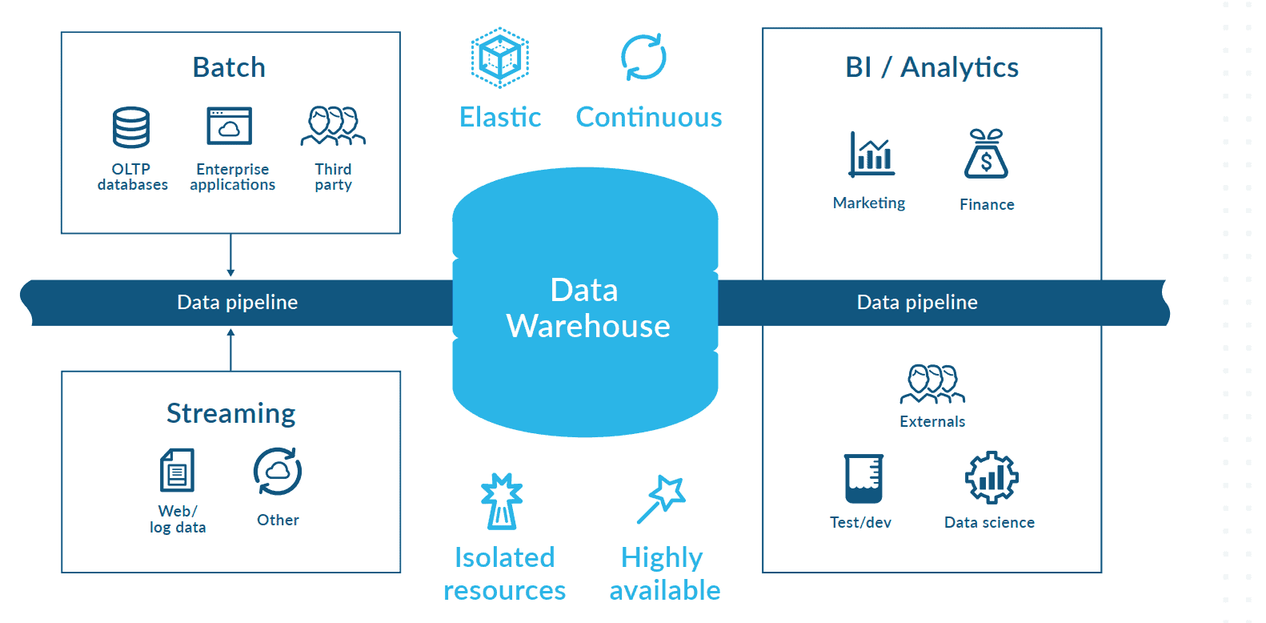 Batch
OLTP
databases
Enterprise
applications
Third
party
Data pipeline
Streaming
Web/
log data
Other
Elastic
Continuous
Data
Warehouse
Isolated
resources
Highly
available
BI / Analytics
Marketing
Finance
$
Data pipeline
Externals
Test/dev
Data science